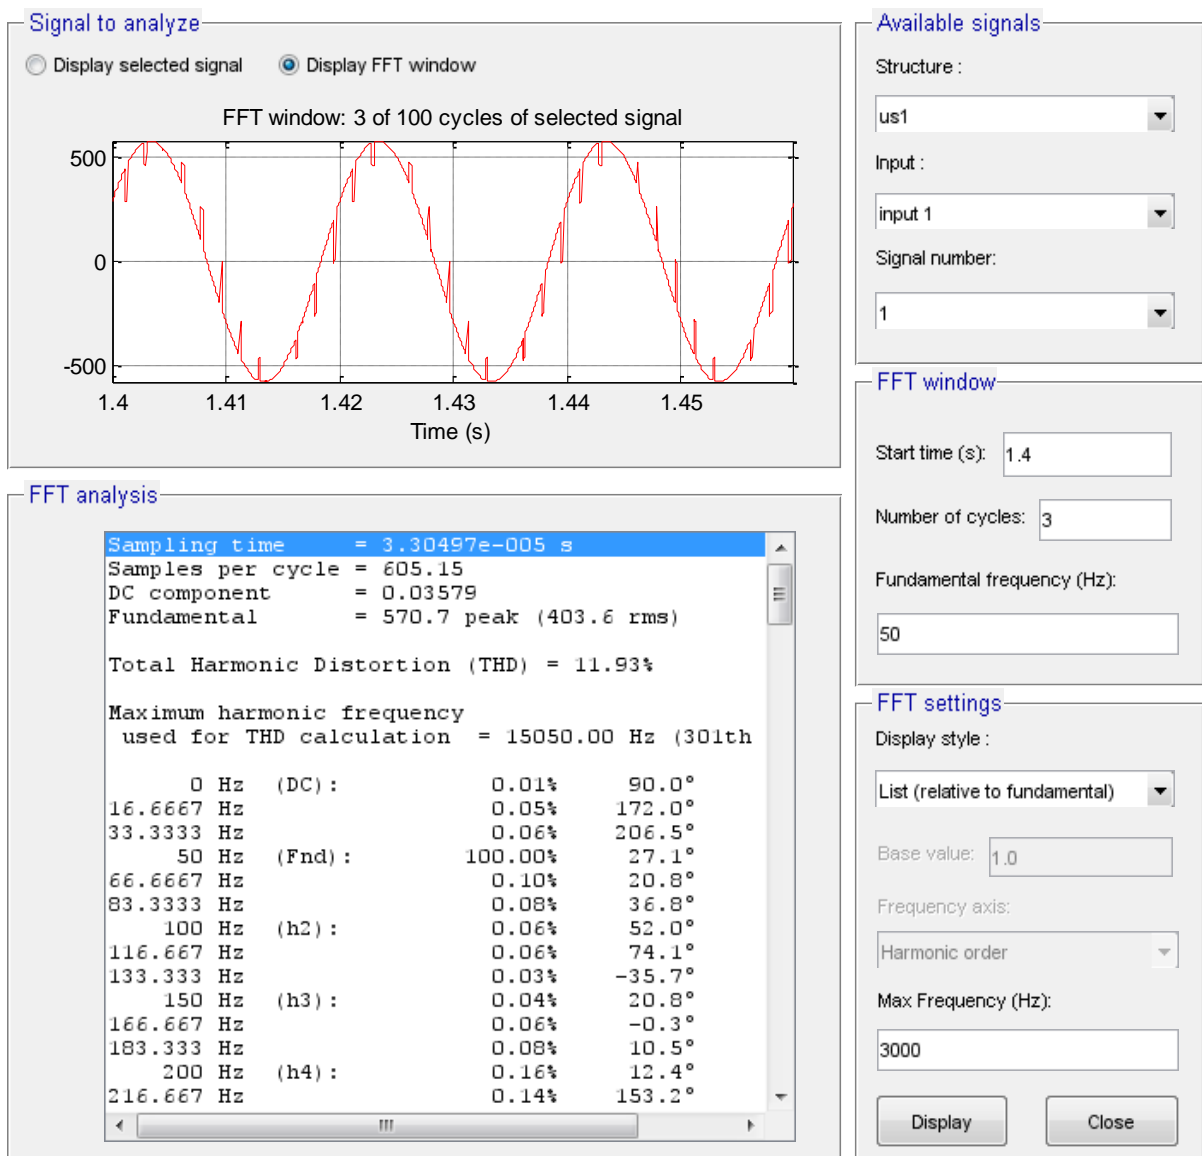 Signal to analyze
Display selected signal Display FFT window
FFT window: 3 of 100 cycles of selected signal
500
0
-500
1.4 1.41 1.42 1.43 1.44 1.45
Time (s)
FFT analysis
Sampling time = 3.30497e-005 s
Samples per cycle = 605.15
DC component = 0.03579
Fundamental = 570.7 peak (403.6 rms)
Total Harmonic Distortion (THD) = 11.93%
Maximum harmonic frequency
used for THD calculation = 15050.00 Hz (301th
0 Hz (DC): 0.01% 90.0°
16.6667 Hz 0.05% 172.0°
33.3333 Hz 0.06% 206.5°
50 Hz (Fnd): 100.00% 27.1°
66.6667 Hz 0.10% 20.8°
83.3333 Hz 0.08% 36.8°
100 Hz (h2): 0.06% 52.0°
116.667 Hz 0.06% 74.1°
133.333 Hz 0.03% -35.7°
150 Hz (h3): 0.04% 20.8°
166.667 Hz 0.06% -0.3°
183.333 Hz 0.08% 10.5°
200 Hz (h4): 0.16% 12.4°
216.667 Hz 0.14% 153.2°
Available signals
Structure :
us1
Input :
input 1
Signal number:
1
FFT window
Start time (s): 1.4
Number of cycles: 3
Fundamental frequency (Hz):
50
FFT settings
Display style :
List (relative to fundamental)
Base value: 1.0
Frequency axis:
Harmonic order
Max Frequency (Hz):
3000
Display Close